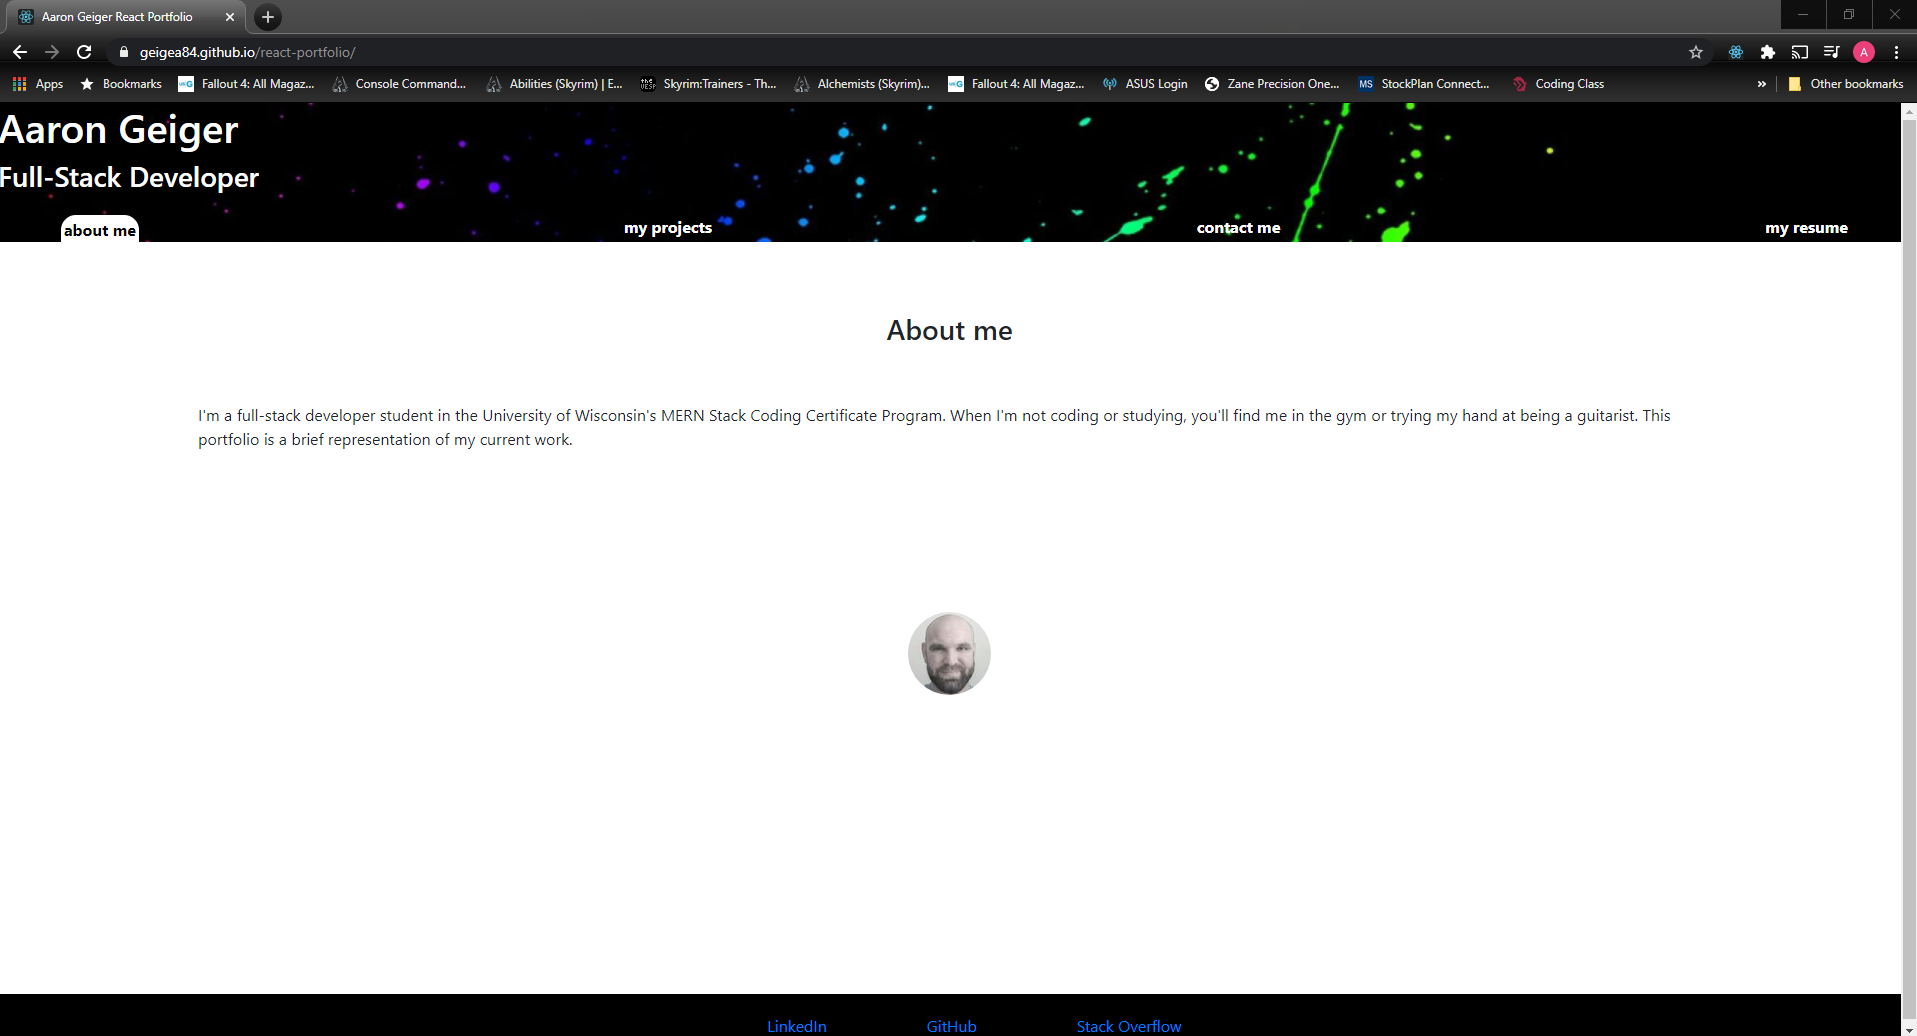 Aaron Geiger React Portfolio
geigea84.github.io/react-portfolio/
A
Apps Bookmarks Fallout 4: All Magaz... Console Command... Abilities (Skyrim) | E... Skyrim:Trainers - Th... Alchemists (Skyrim)... Fallout 4: All Magaz... ASUS Login Zane Precision One... MS StockPlan Connect... Coding Class » Other bookmarks
Aaron Geiger
Full-Stack Developer
about me my projects contact me my resume
About me
I'm a full-stack developer student in the University of Wisconsin's MERN Stack Coding Certificate Program. When I'm not coding or studying, you'll find me in the gym or trying my hand at being a guitarist. This
portfolio is a brief representation of my current work.
LinkedIn GitHub Stack Overflow